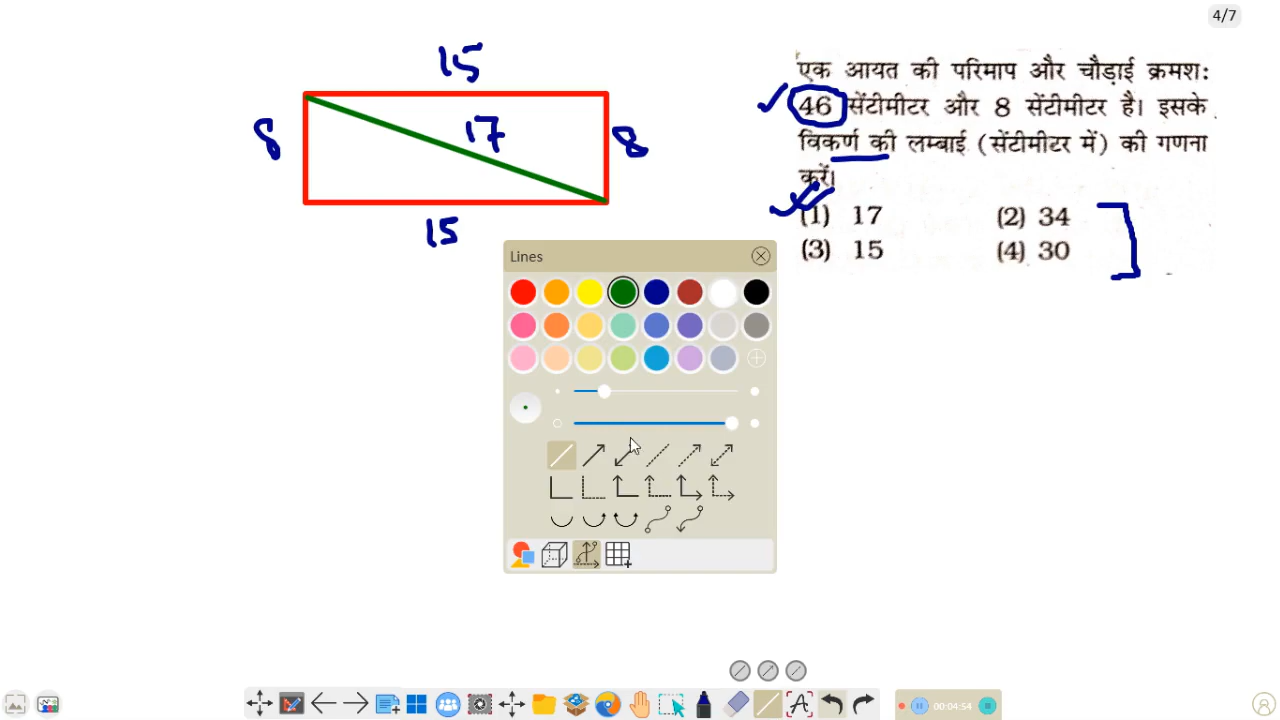 4/7
15
8
17
8
15
एक आयत की परिमाप और चौड़ाई क्रमश:
46 सेंटीमीटर और 8 सेंटीमीटर है। इसके
विकर्ण की लम्बाई (सेंटीमीटर में) की गणना
करें।
(1) 17 (2) 34
(3) 15 (4) 30
Lines
00:04:54